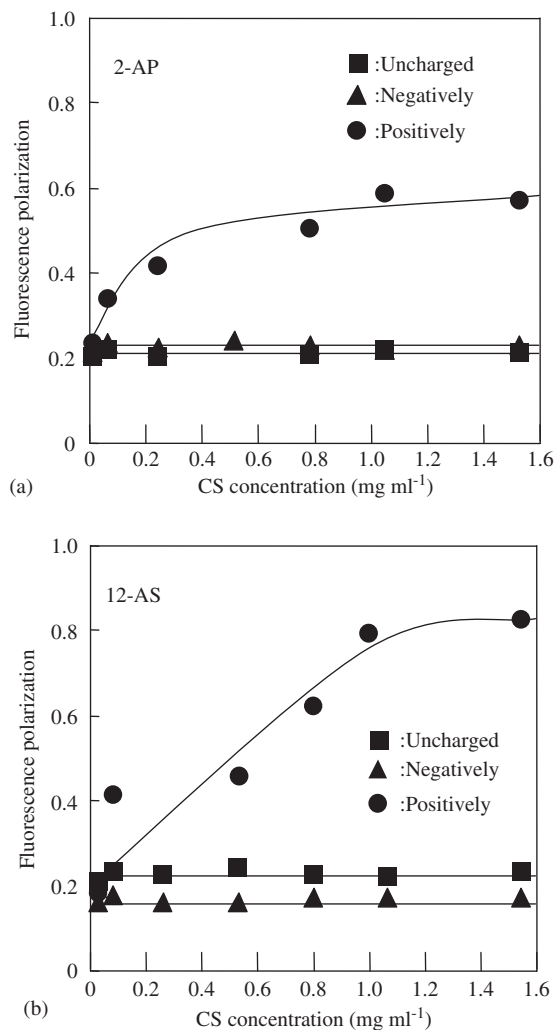 1.0
2-AP
:Uncharged
:Negatively
:Positively
0.8
0.6
0.4
0.2
0
Fluorescence polarization
0 0.2 0.4 0.6 0.8 1.0 1.2 1.4 1.6
(a) CS concentration (mg ml⁻¹)
1.0
12-AS
0.8
0.6
:Uncharged
:Negatively
:Positively
0.4
0.2
0
Fluorescence polarization
0 0.2 0.4 0.6 0.8 1.0 1.2 1.4 1.6
(b) CS concentration (mg ml⁻¹)